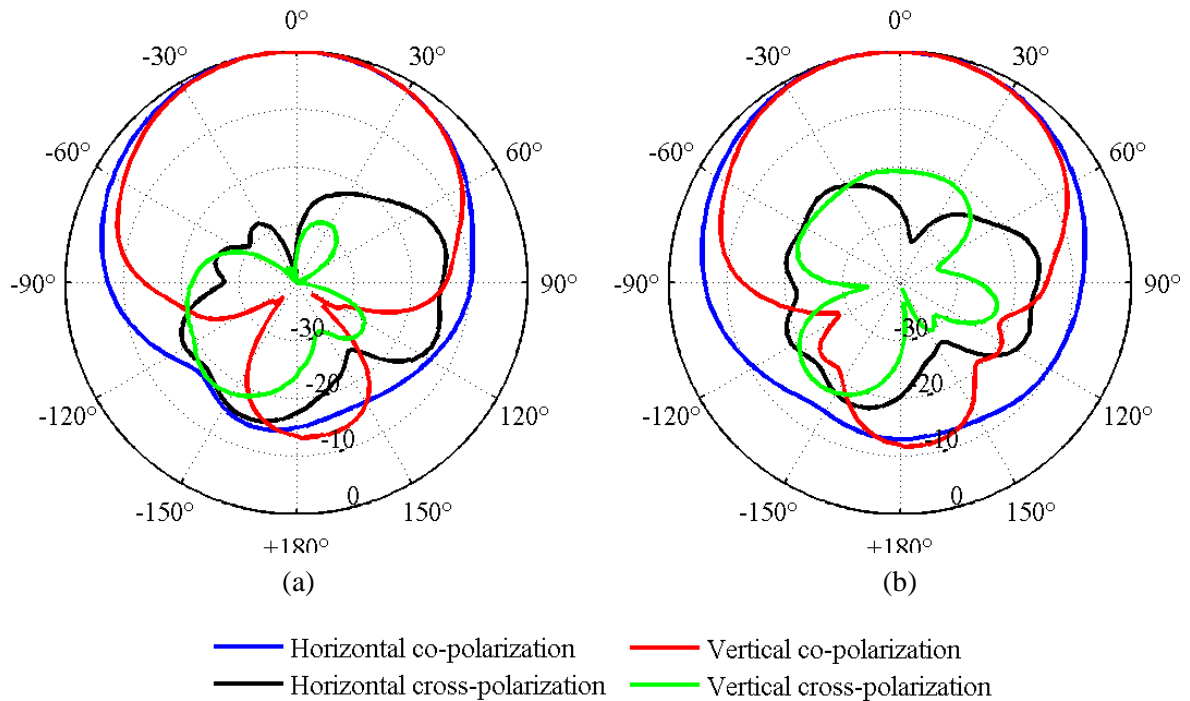 0° 0°
-30° 30° -30° 30°
-60° 60° -60° 60°
-90° 90° -90° 90°
-30 -30
-120° -20 120° -120° -20 120°
-10 -10
-150° 0 150° -150° 0 150°
+180° +180°
(a) (b)
Horizontal co-polarization Vertical co-polarization
Horizontal cross-polarization Vertical cross-polarization